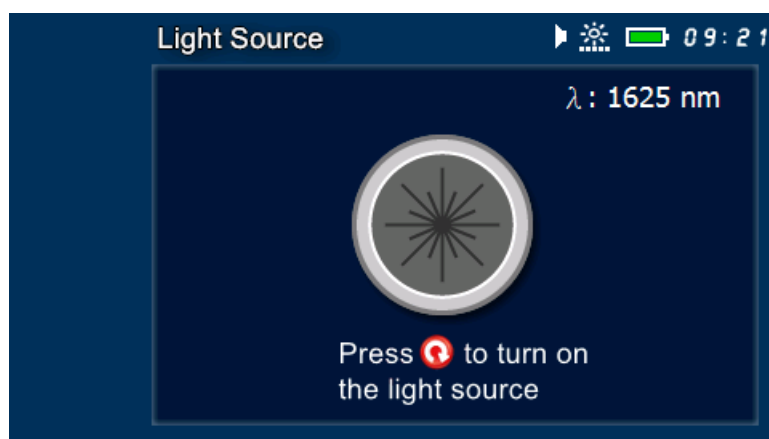 Light Source 09:21
λ: 1625 nm
Press to turn on
the light source